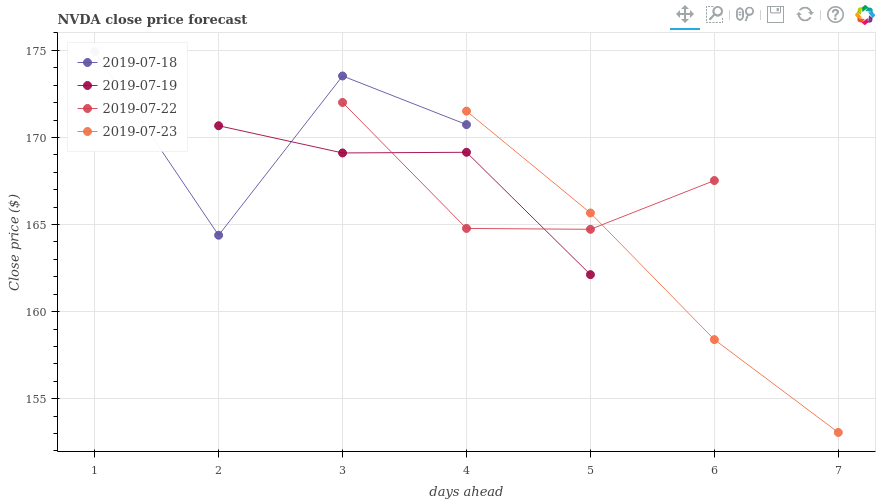 NVDA close price forecast
175
170
165
160
155
Close price ($)
2019-07-18
2019-07-19
2019-07-22
2019-07-23
1 2 3 4 5 6 7
days ahead